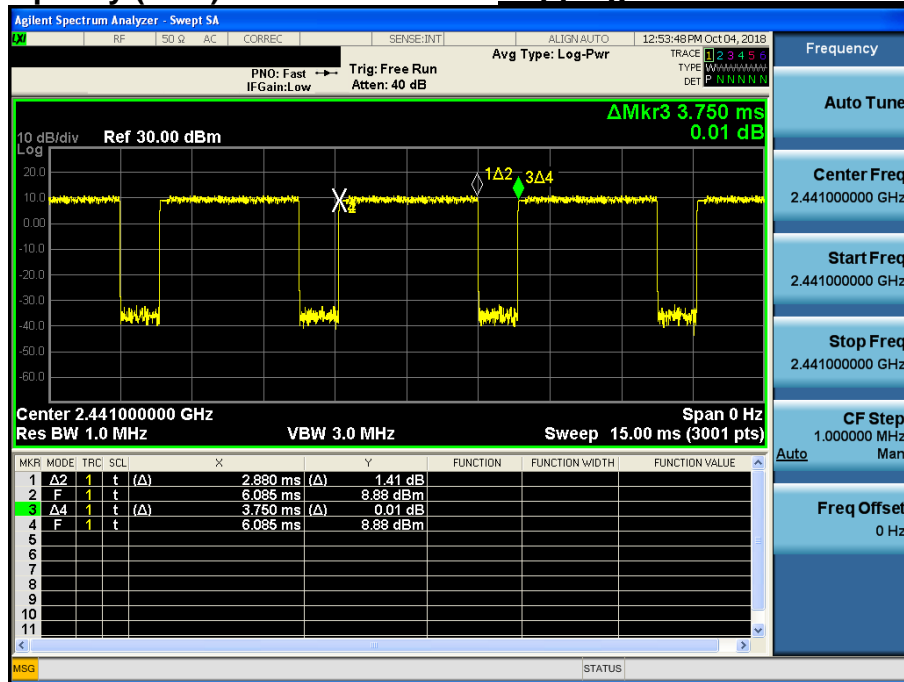 Agilent Spectrum Analyzer - Swept SA
LXI RF 50 Ω AC CORREC SENSE:INT ALIGN AUTO 12:53:48 PM Oct 04, 2018
PNO: Fast Trig: Free Run Avg Type: Log-Pwr TRACE 1 2 3 4 5 6
IFGain:Low Atten: 40 dB TYPE WWWWWW
DET P N N N N N
ΔMkr3 3.750 ms
0.01 dB
10 dB/div Ref 30.00 dBm
Log
20.0
10.0
0.00
-10.0
-20.0
-30.0
-40.0
-50.0
-60.0
1Δ2
3Δ4
X
Center 2.441000000 GHz Span 0 Hz
Res BW 1.0 MHz VBW 3.0 MHz Sweep 15.00 ms (3001 pts)
MKR MODE TRC SCL X Y FUNCTION FUNCTION WIDTH FUNCTION VALUE
1 Δ2 1 t (Δ) 2.880 ms (Δ) 1.41 dB
2 F 1 t 6.085 ms 8.88 dBm
3 Δ4 1 t (Δ) 3.750 ms (Δ) 0.01 dB
4 F 1 t 6.085 ms 8.88 dBm
5
6
7
8
9
10
11
MSG STATUS
Frequency
Auto Tune
Center Freq
2.441000000 GHz
Start Freq
2.441000000 GHz
Stop Freq
2.441000000 GHz
CF Step
1.000000 MHz
Auto Man
Freq Offset
0 Hz